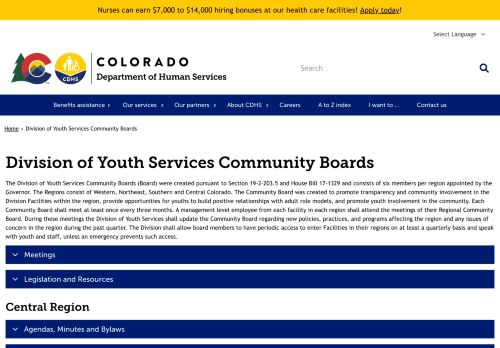 Nurses can earn $7,000 to $14,000 hiring bonuses at our health care facilities! Apply today!
Select Language
COLORADO
Department of Human Services
CDHS
Search
Benefits assistance
Our services
Our partners
About CDHS
Careers
A to Z index
I want to ...
Contact us
Home › Division of Youth Services Community Boards
Division of Youth Services Community Boards
The Division of Youth Services Community Boards (Board) were created pursuant to Section 19-2-203.5 and House Bill 17-1329 and consists of six members per region appointed by the
Governor. The Regions consist of Western, Northeast, Southern and Central Colorado. The Community Board was created to promote transparency and community involvement in the
Division Facilities within the region, provide opportunities for youths to build positive relationships with adult role models, and promote youth involvement in the community. Each
Community Board shall meet at least once every three months. A management level employee from each facility in each region shall attend the meetings of their Regional Community
Board. During these meetings the Division of Youth Services shall update the Community Board regarding new policies, practices, and programs affecting the region and any issues of
concern in the region during the past quarter. The Division shall allow board members to have periodic access to enter Facilities in their regions on at least a quarterly basis and speak
with youth and staff, unless an emergency prevents such access.
Meetings
Legislation and Resources
Central Region
Agendas, Minutes and Bylaws